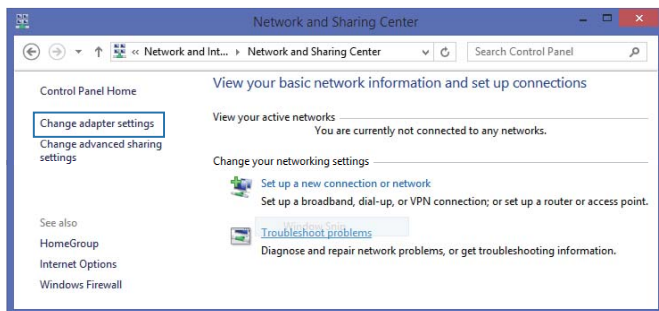 Network and Sharing Center
« Network and Int... ▸ Network and Sharing Center
Search Control Panel
Control Panel Home
Change adapter settings
Change advanced sharing
settings
See also
HomeGroup
Internet Options
Windows Firewall
View your basic network information and set up connections
View your active networks
You are currently not connected to any networks.
Change your networking settings
Set up a new connection or network
Set up a broadband, dial-up, or VPN connection; or set up a router or access point.
Troubleshoot problems
Diagnose and repair network problems, or get troubleshooting information.